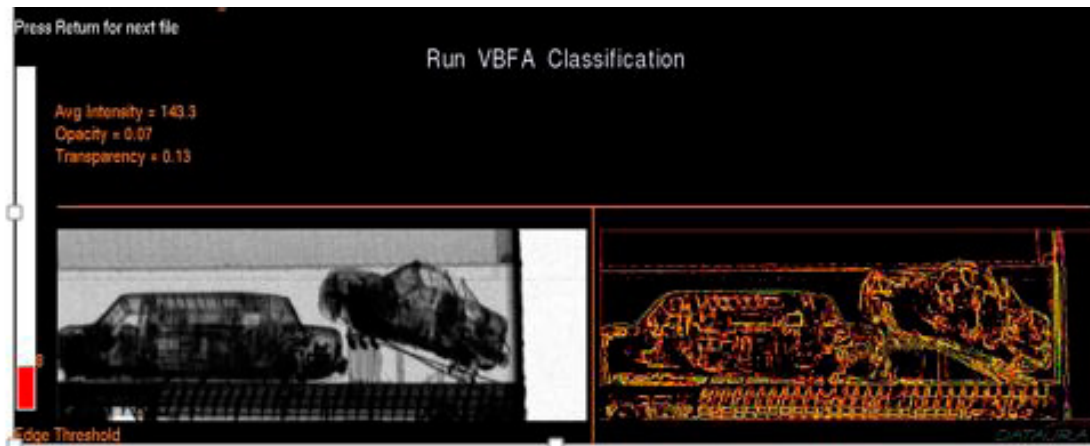 Press Return for next file
Run VBFA Classification
Avg Intensity = 143.3
Opacity = 0.07
Transparency = 0.13
8
Edge Threshold